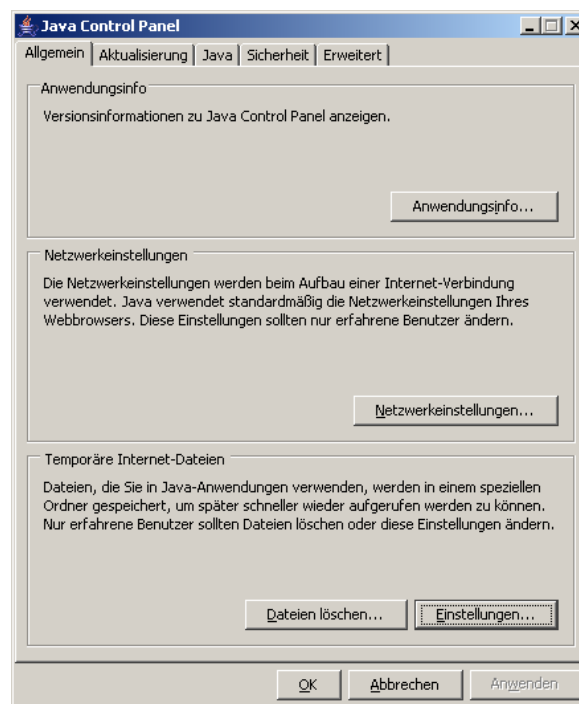 Java Control Panel
Allgemein Aktualisierung Java Sicherheit Erweitert
Anwendungsinfo
Versionsinformationen zu Java Control Panel anzeigen.
Anwendungsinfo...
Netzwerkeinstellungen
Die Netzwerkeinstellungen werden beim Aufbau einer Internet-Verbindung
verwendet. Java verwendet standardmäßig die Netzwerkeinstellungen Ihres
Webbrowsers. Diese Einstellungen sollten nur erfahrene Benutzer ändern.
Netzwerkeinstellungen...
Temporäre Internet-Dateien
Dateien, die Sie in Java-Anwendungen verwenden, werden in einem speziellen
Ordner gespeichert, um später schneller wieder aufgerufen werden zu können.
Nur erfahrene Benutzer sollten Dateien löschen oder diese Einstellungen ändern.
Dateien löschen... Einstellungen...
OK Abbrechen Anwenden